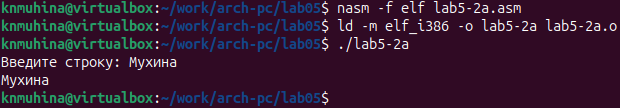 knmuhina@virtualbox:~/work/arch-pc/lab05$ nasm -f elf lab5-2a.asm
knmuhina@virtualbox:~/work/arch-pc/lab05$ ld -m elf_i386 -o lab5-2a lab5-2a.o
knmuhina@virtualbox:~/work/arch-pc/lab05$ ./lab5-2a
Введите строку: Мухина
Мухина
knmuhina@virtualbox:~/work/arch-pc/lab05$